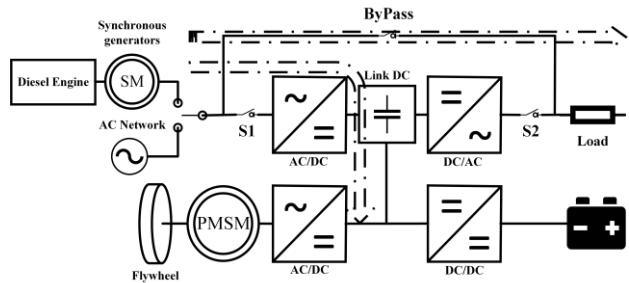 ByPass
Synchronous
generators
Diesel Engine
SM
Link DC
AC Network
S1
S2
Load
AC/DC
DC/AC
PMSM
Flywheel
AC/DC
DC/DC